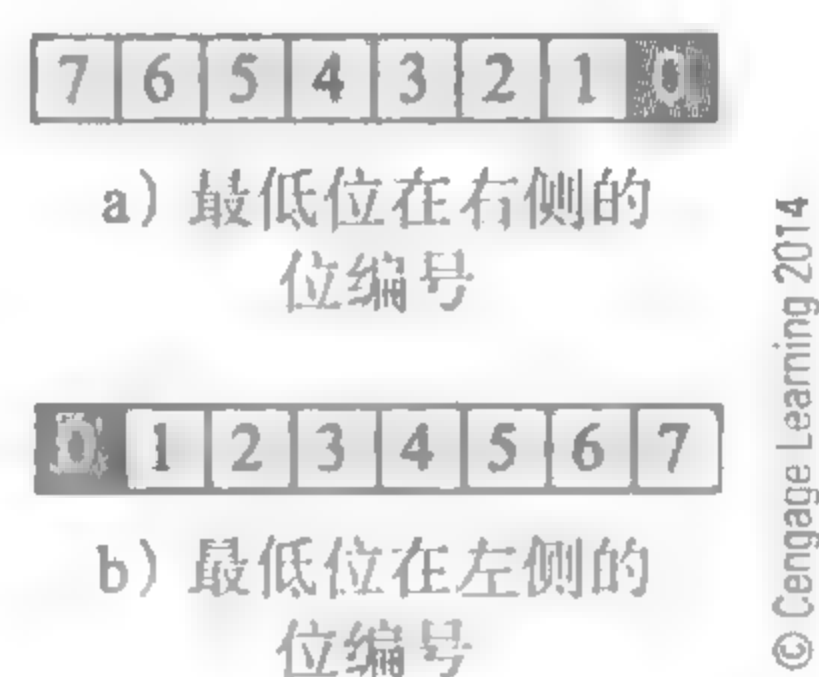 7 6 5 4 3 2 1 0
a) 最低位在右侧的
位编号
0 1 2 3 4 5 6 7
b) 最低位在左侧的
位编号
© Cengage Learning 2014